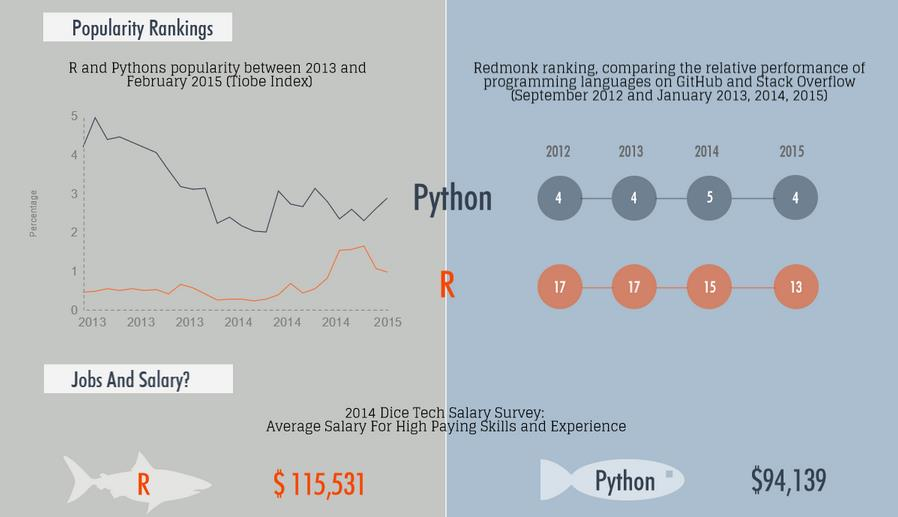 Popularity Rankings
R and Pythons popularity between 2013 and
February 2015 (Tiobe Index)
Percentage
5
4
3
2
1
0
2013 2013 2013 2014 2014 2014 2015
Redmonk ranking, comparing the relative performance of
programming languages on GitHub and Stack Overflow
(September 2012 and January 2013, 2014, 2015)
2012 2013 2014 2015
Python 4 4 5 4
R 17 17 15 13
Jobs And Salary?
2014 Dice Tech Salary Survey:
Average Salary For High Paying Skills and Experience
R $ 115,531
Python $94,139